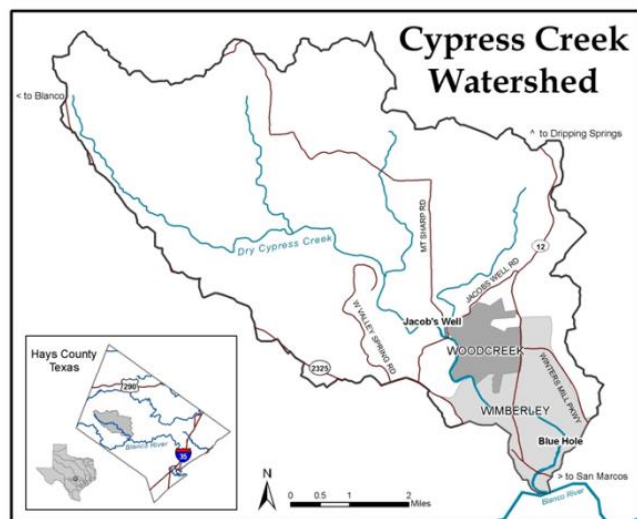 Cypress Creek
Watershed
< to Blanco
^ to Dripping Springs
12
MT SHARP RD
JACOBS WELL RD
Dry Cypress Creek
W VALLEY SPRING RD
Jacob's Well
WOODCREEK
2325
WINTERS MILL PKWY
WIMBERLEY
Blue Hole
> to San Marcos
Blanco River
Hays County
Texas
290
Blanco River
35
N
0 0.5 1 2
Miles